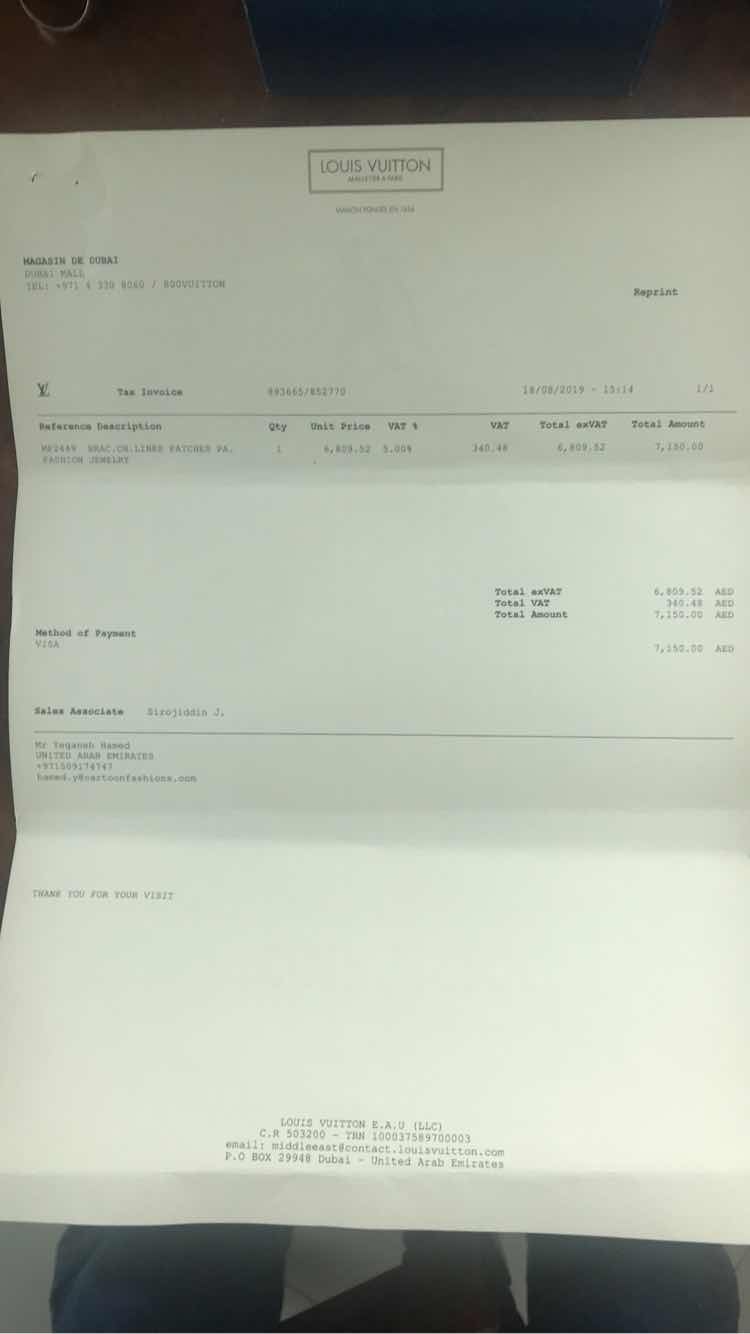 LOUIS VUITTON
MALLETIER À PARIS
MAISON FONDÉE EN 1854
MAGASIN DE DUBAI
DUBAI MALL
TEL: +971 4 330 8060 / 800VUITTON
Reprint
LV Tax Invoice 893665/852770 18/08/2019 - 15:14 1/1
Reference Description Qty Unit Price VAT % VAT Total exVAT Total Amount
BRAC.CH.LINKS PATCHES PA. 1 6,809.52 5.00% 340.48 6,809.52 7,150.00
FASHION JEWELRY
Total exVAT 6,809.52 AED
Total VAT 340.48 AED
Total Amount 7,150.00 AED
Method of Payment
VISA 7,150.00 AED
Sales Associate Sirojiddin J.
Mr Yeganeh Hamed
UNITED ARAB EMIRATES
+971509174747
hamed.y@cartoonfashions.com
THANK YOU FOR YOUR VISIT
LOUIS VUITTON E.A.U (LLC)
C.R 503200 - TRN 100037589700003
email: middleeast@contact.louisvuitton.com
P.O BOX 29948 Dubai - United Arab Emirates